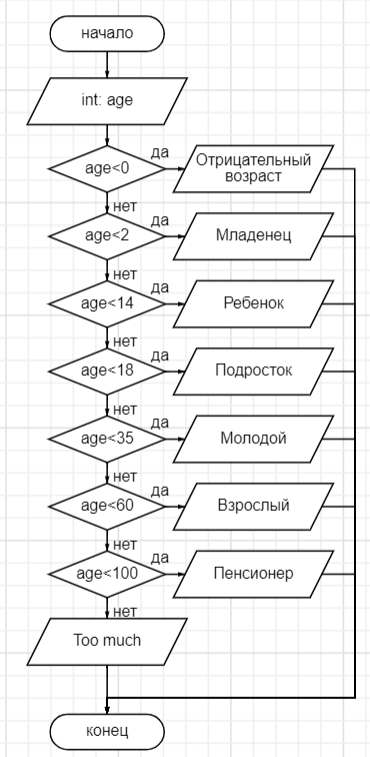 начало
int: age
age<0
да
Отрицательный
возраст
нет
age<2
да
Младенец
нет
age<14
да
Ребенок
нет
age<18
да
Подросток
нет
age<35
да
Молодой
нет
age<60
да
Взрослый
нет
age<100
да
Пенсионер
нет
Too much
конец